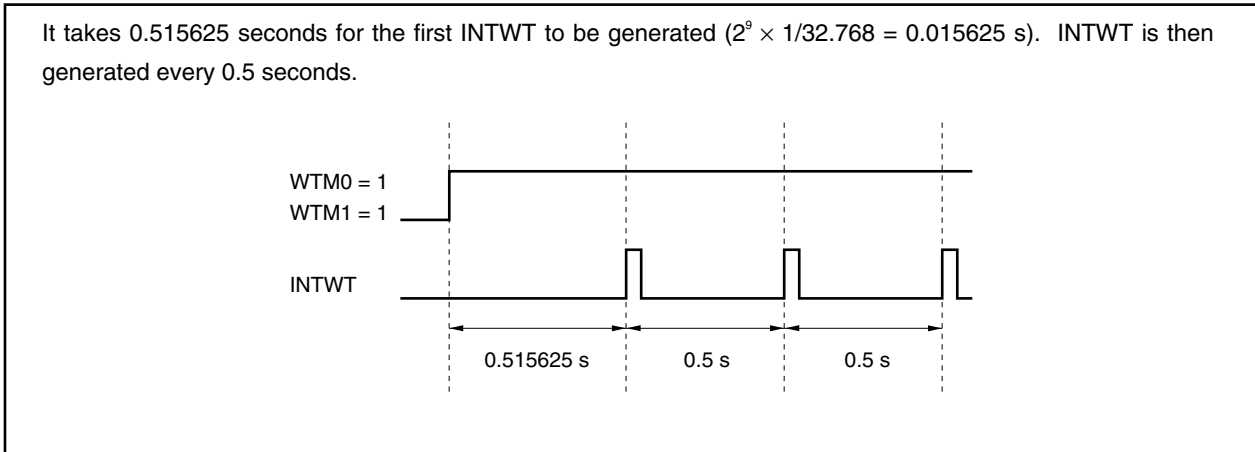 It takes 0.515625 seconds for the first INTWT to be generated (2⁹ × 1/32.768 = 0.015625 s).  INTWT is then
generated every 0.5 seconds.
WTM0 = 1
WTM1 = 1
INTWT
0.515625 s
0.5 s
0.5 s